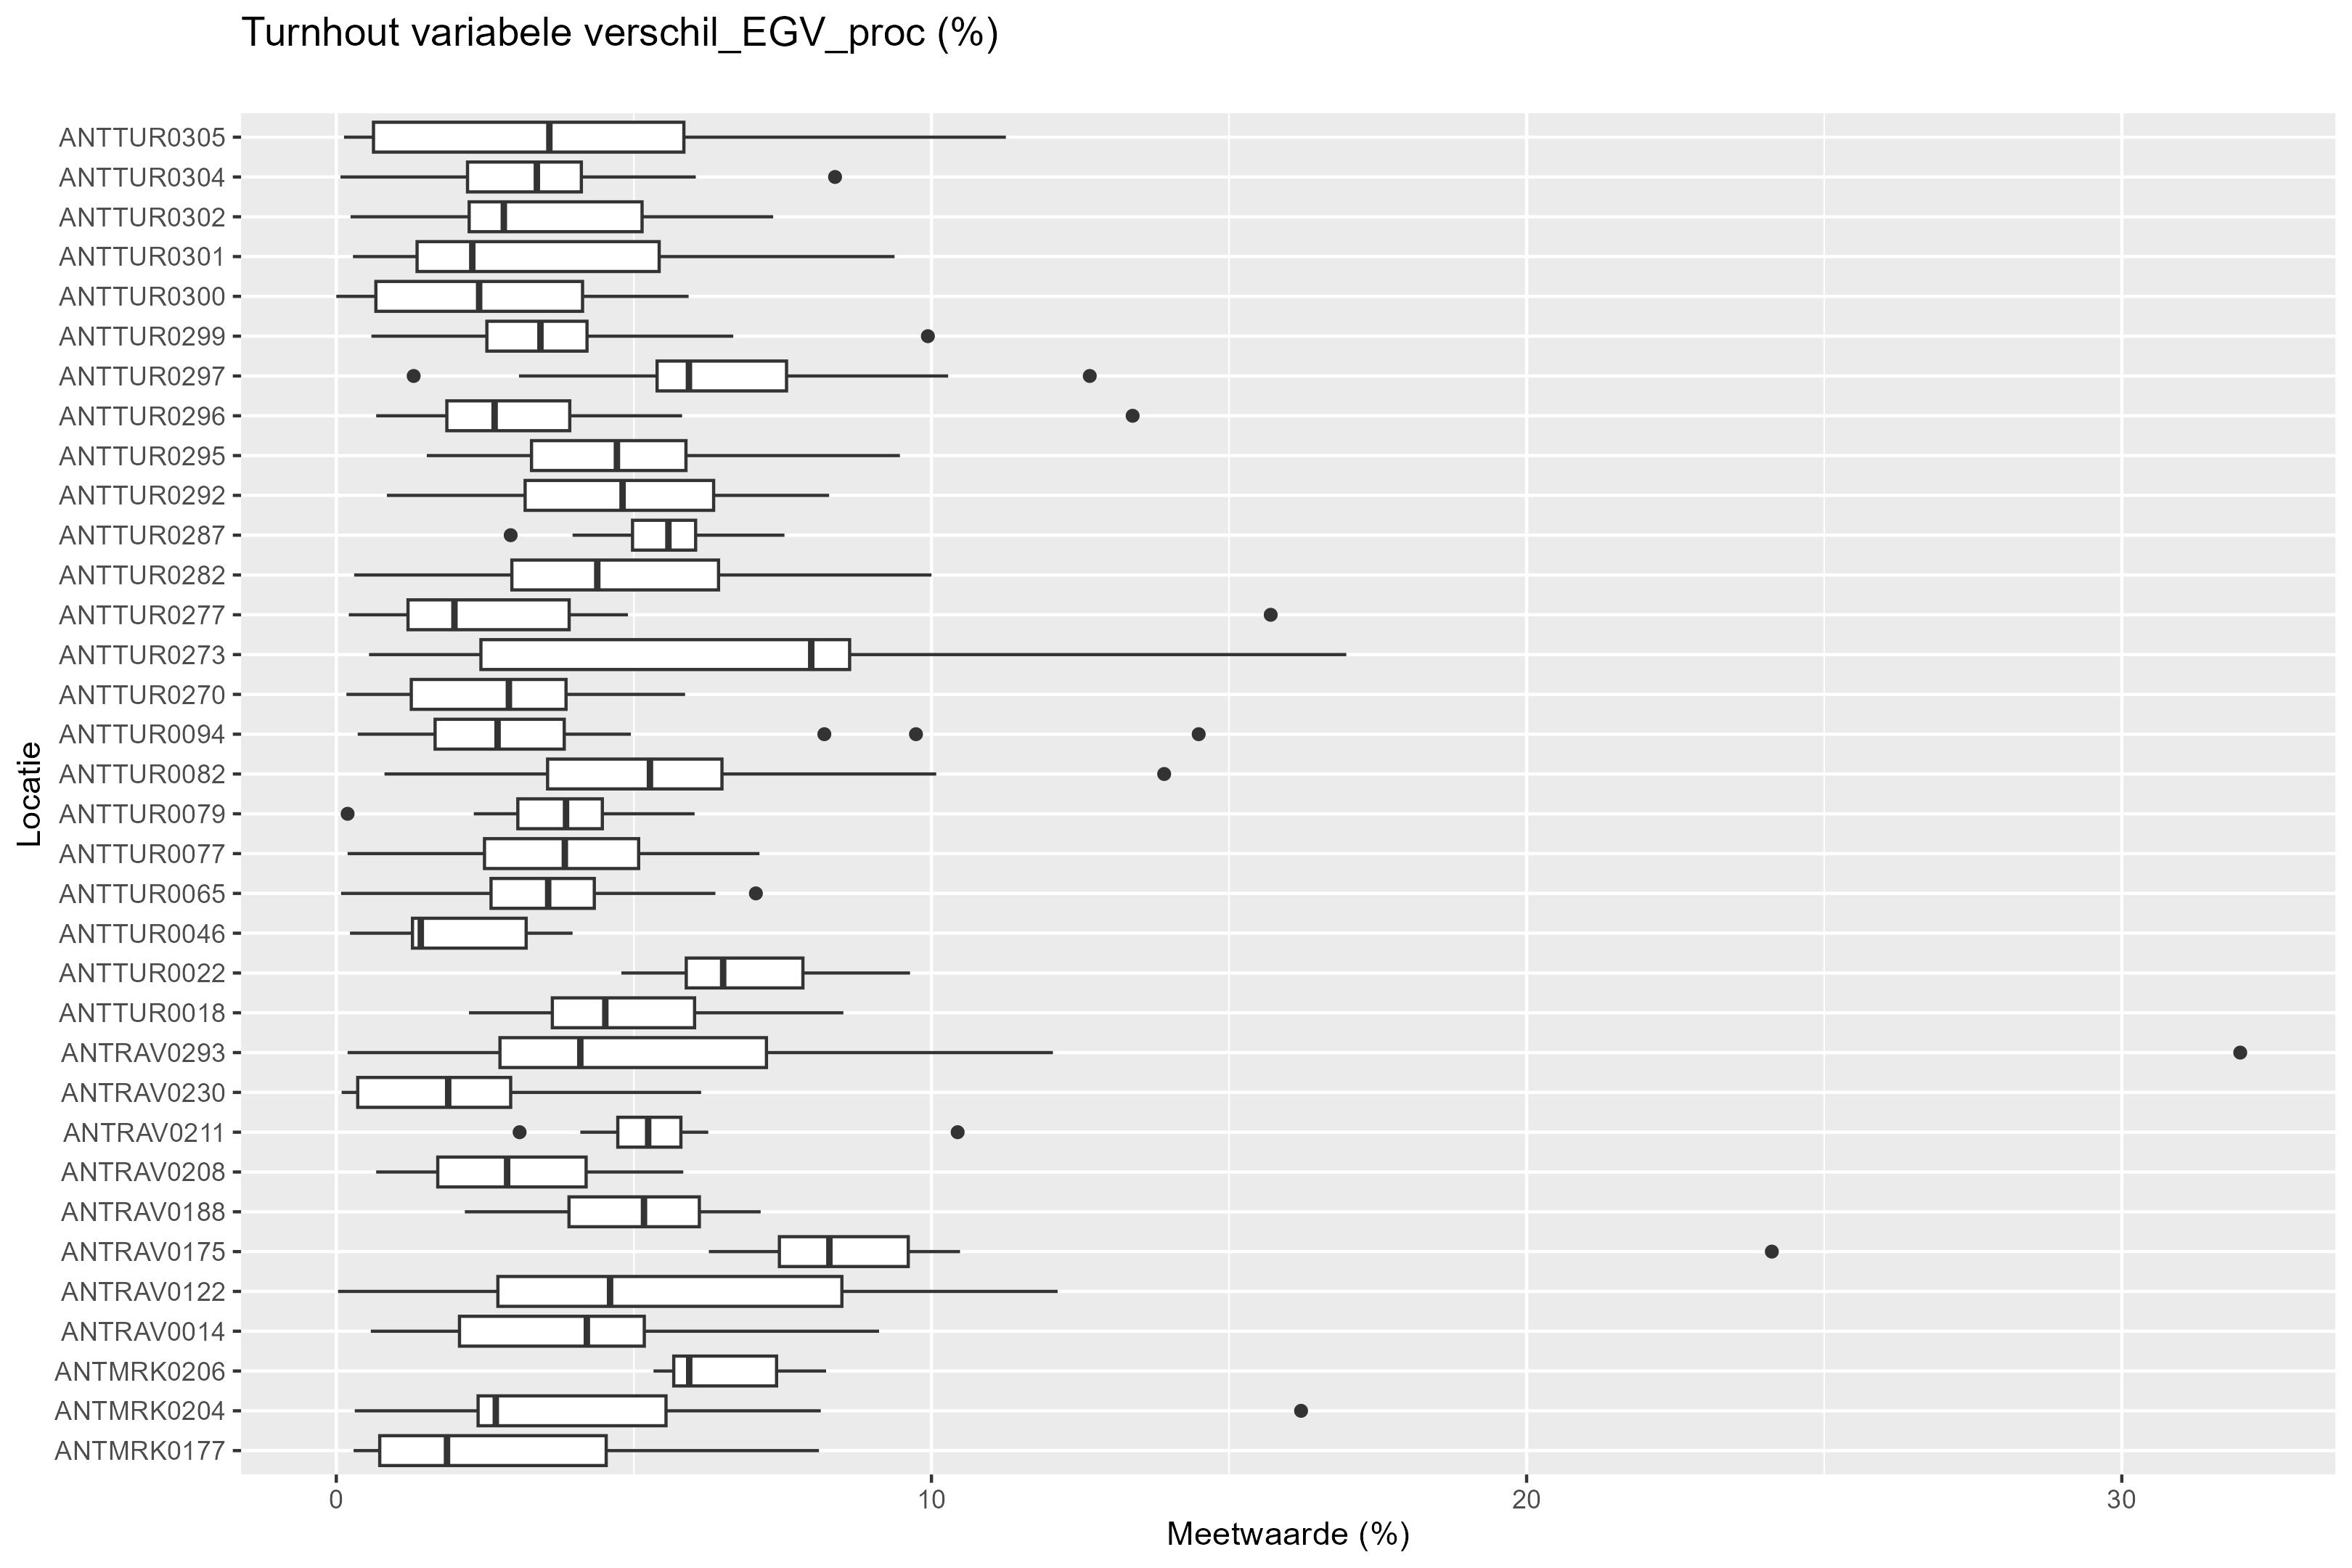 Turnhout variabele verschil_EGV_proc (%)
Locatie
ANTTUR0305
ANTTUR0304
ANTTUR0302
ANTTUR0301
ANTTUR0300
ANTTUR0299
ANTTUR0297
ANTTUR0296
ANTTUR0295
ANTTUR0292
ANTTUR0287
ANTTUR0282
ANTTUR0277
ANTTUR0273
ANTTUR0270
ANTTUR0094
ANTTUR0082
ANTTUR0079
ANTTUR0077
ANTTUR0065
ANTTUR0046
ANTTUR0022
ANTTUR0018
ANTRAV0293
ANTRAV0230
ANTRAV0211
ANTRAV0208
ANTRAV0188
ANTRAV0175
ANTRAV0122
ANTRAV0014
ANTMRK0206
ANTMRK0204
ANTMRK0177
0 10 20 30
Meetwaarde (%)